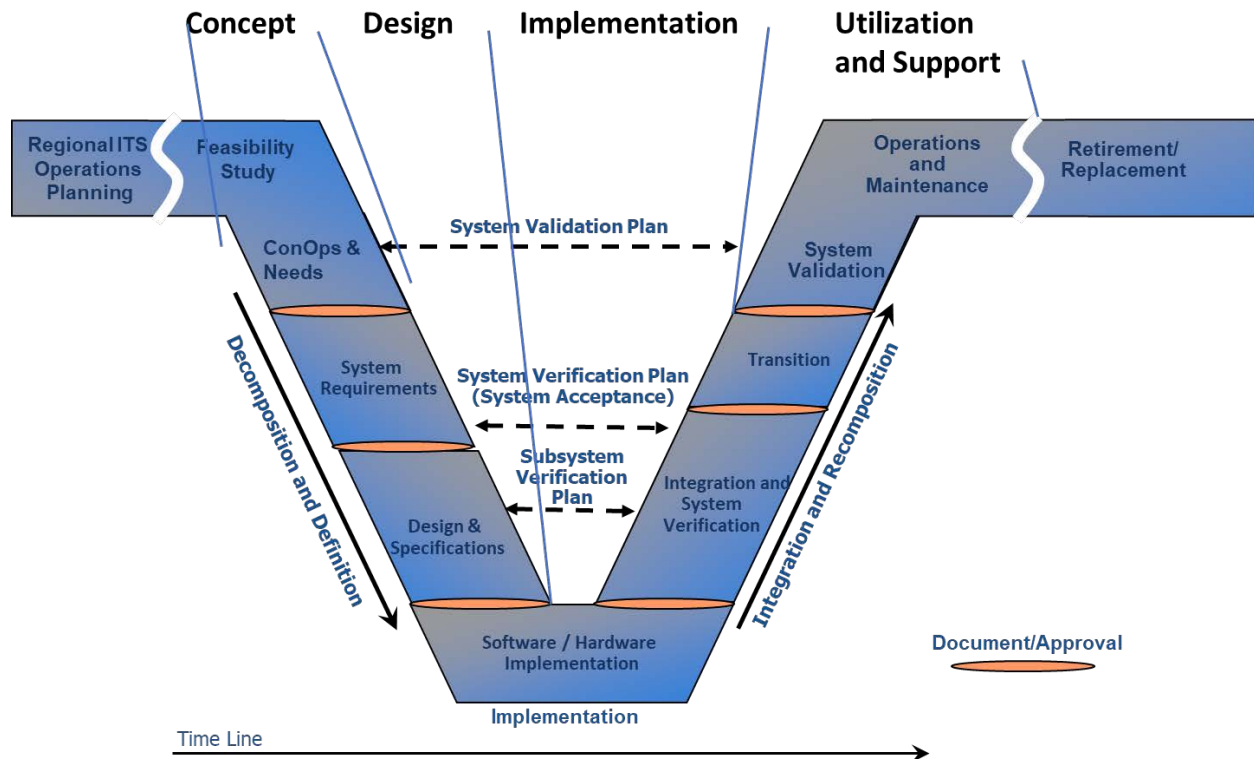 Concept
Design
Implementation
Utilization
and Support
Regional ITS
Operations
Planning
Feasibility
Study
Operations
and
Maintenance
Retirement/
Replacement
ConOps &
Needs
System Validation Plan
System
Validation
Decomposition and Definition
System
Requirements
System Verification Plan
(System Acceptance)
Transition
Integration and Recomposition
Subsystem
Verification
Plan
Design &
Specifications
Integration and
System
Verification
Software / Hardware
Implementation
Document/Approval
Implementation
Time Line